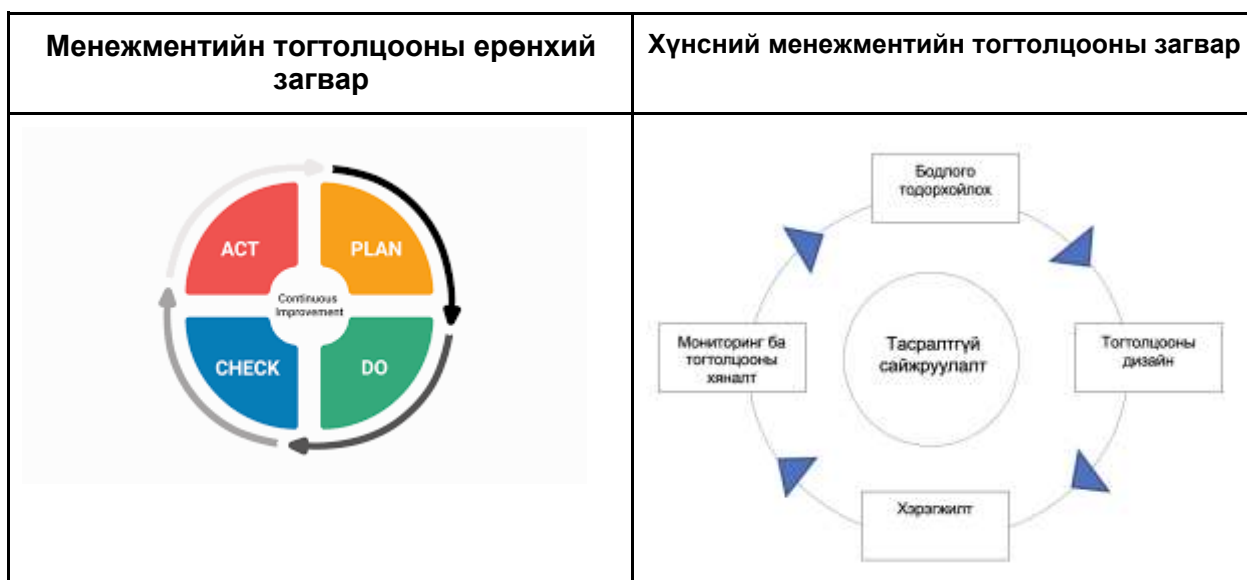 Менежментийн тогтолцооны ерөнхий
загвар
Хүнсний менежментийн тогтолцооны загвар
ACT
PLAN
Continuous
Improvement
CHECK
DO
Бодлого
тодорхойлох
Мониторинг ба
тогтолцооны
хяналт
Тасралтгүй
сайжруулалт
Тогтолцооны
дизайн
Хэрэгжилт